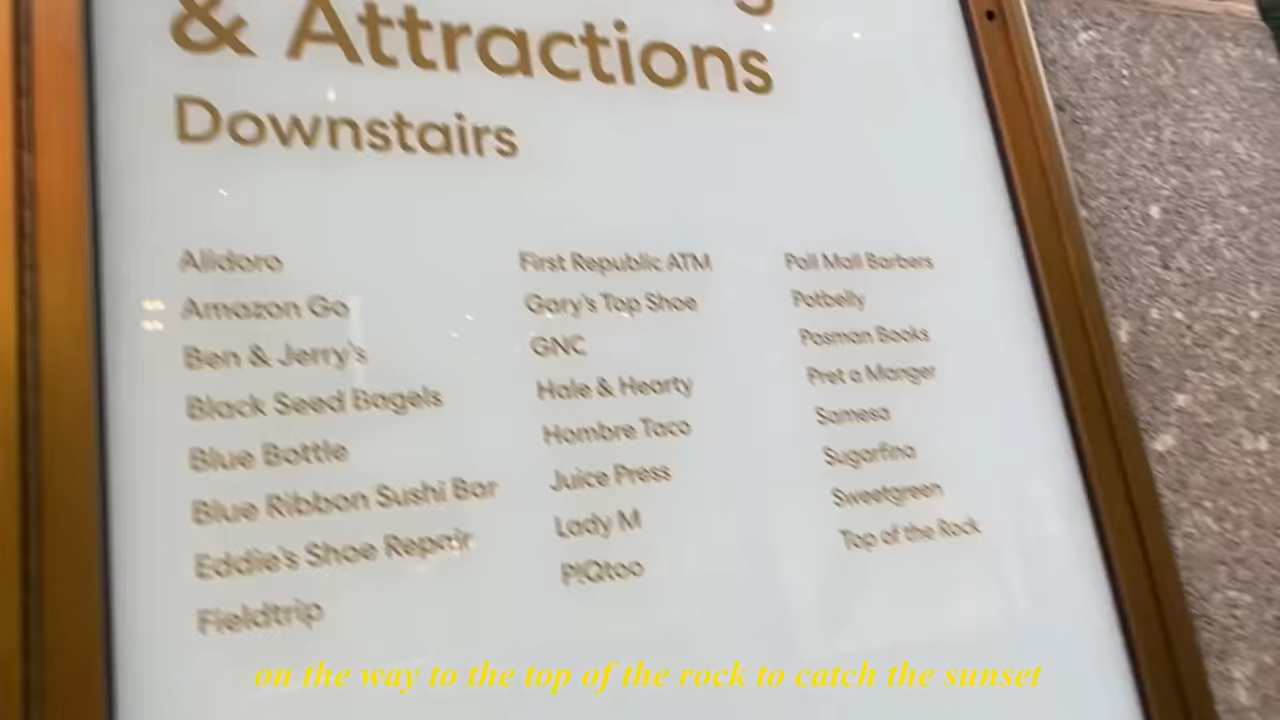 & Attractions
Downstairs
Alidoro
Amazon Go
Ben & Jerry's
Black Seed Bagels
Blue Bottle
Blue Ribbon Sushi Bar
Eddie's Shoe Repair
Fieldtrip
First Republic ATM
Gary's Top Shoe
GNC
Hale & Hearty
Hombre Taco
Juice Press
Lady M
P!Qtoo
Pall Mall Barbers
Potbelly
Posman Books
Pret a Manger
Samesa
Sugarfina
Sweetgreen
Top of the Rock
on the way to the top of the rock to catch the sunset